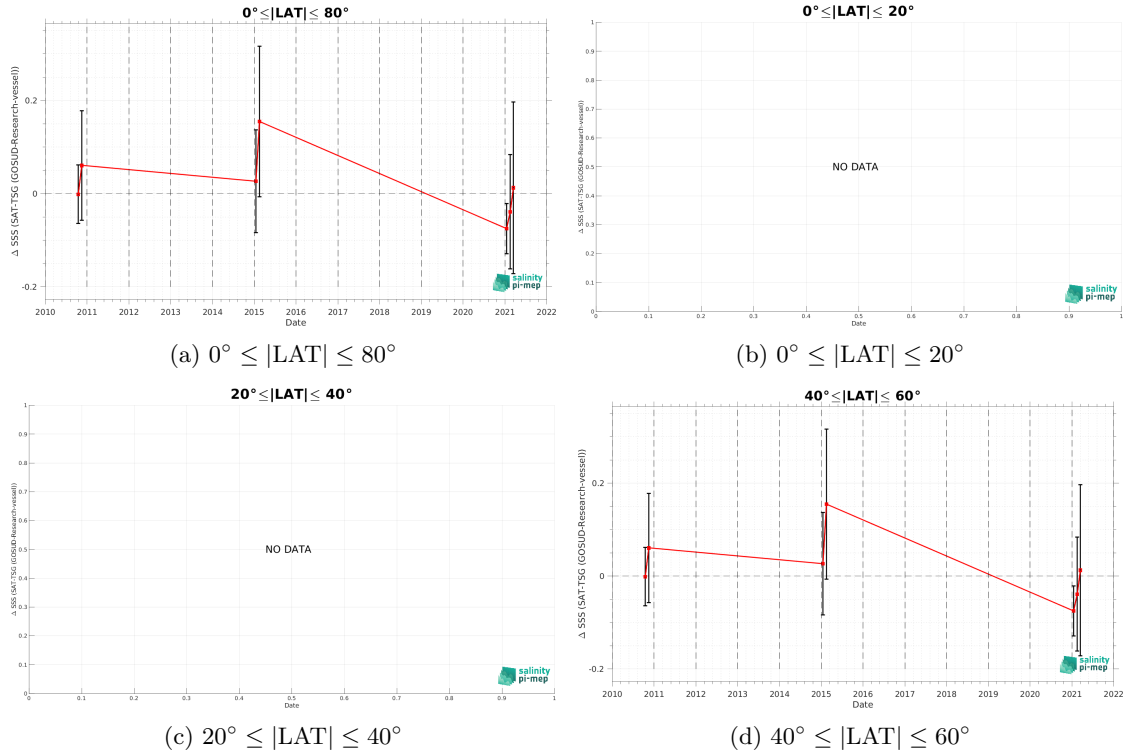 0°≤|LAT|≤ 80°
Δ SSS (SAT-TSG (GOSUD-Research-vessel))
0.2
0
-0.2
2010 2011 2012 2013 2014 2015 2016 2017 2018 2019 2020 2021 2022
Date
salinity
pi-mep
(a) 0° ≤ |LAT| ≤ 80°
0°≤|LAT|≤ 20°
Δ SSS (SAT-TSG (GOSUD-Research-vessel))
1
0.9
0.8
0.7
0.6
0.5
0.4
0.3
0.2
0.1
0
NO DATA
0 0.1 0.2 0.3 0.4 0.5 0.6 0.7 0.8 0.9 1
Date
salinity
pi-mep
(b) 0° ≤ |LAT| ≤ 20°
20°≤|LAT|≤ 40°
Δ SSS (SAT-TSG (GOSUD-Research-vessel))
1
0.9
0.8
0.7
0.6
0.5
0.4
0.3
0.2
0.1
0
NO DATA
0 0.1 0.2 0.3 0.4 0.5 0.6 0.7 0.8 0.9 1
Date
salinity
pi-mep
(c) 20° ≤ |LAT| ≤ 40°
40°≤|LAT|≤ 60°
Δ SSS (SAT-TSG (GOSUD-Research-vessel))
0.2
0
-0.2
2010 2011 2012 2013 2014 2015 2016 2017 2018 2019 2020 2021 2022
Date
salinity
pi-mep
(d) 40° ≤ |LAT| ≤ 60°